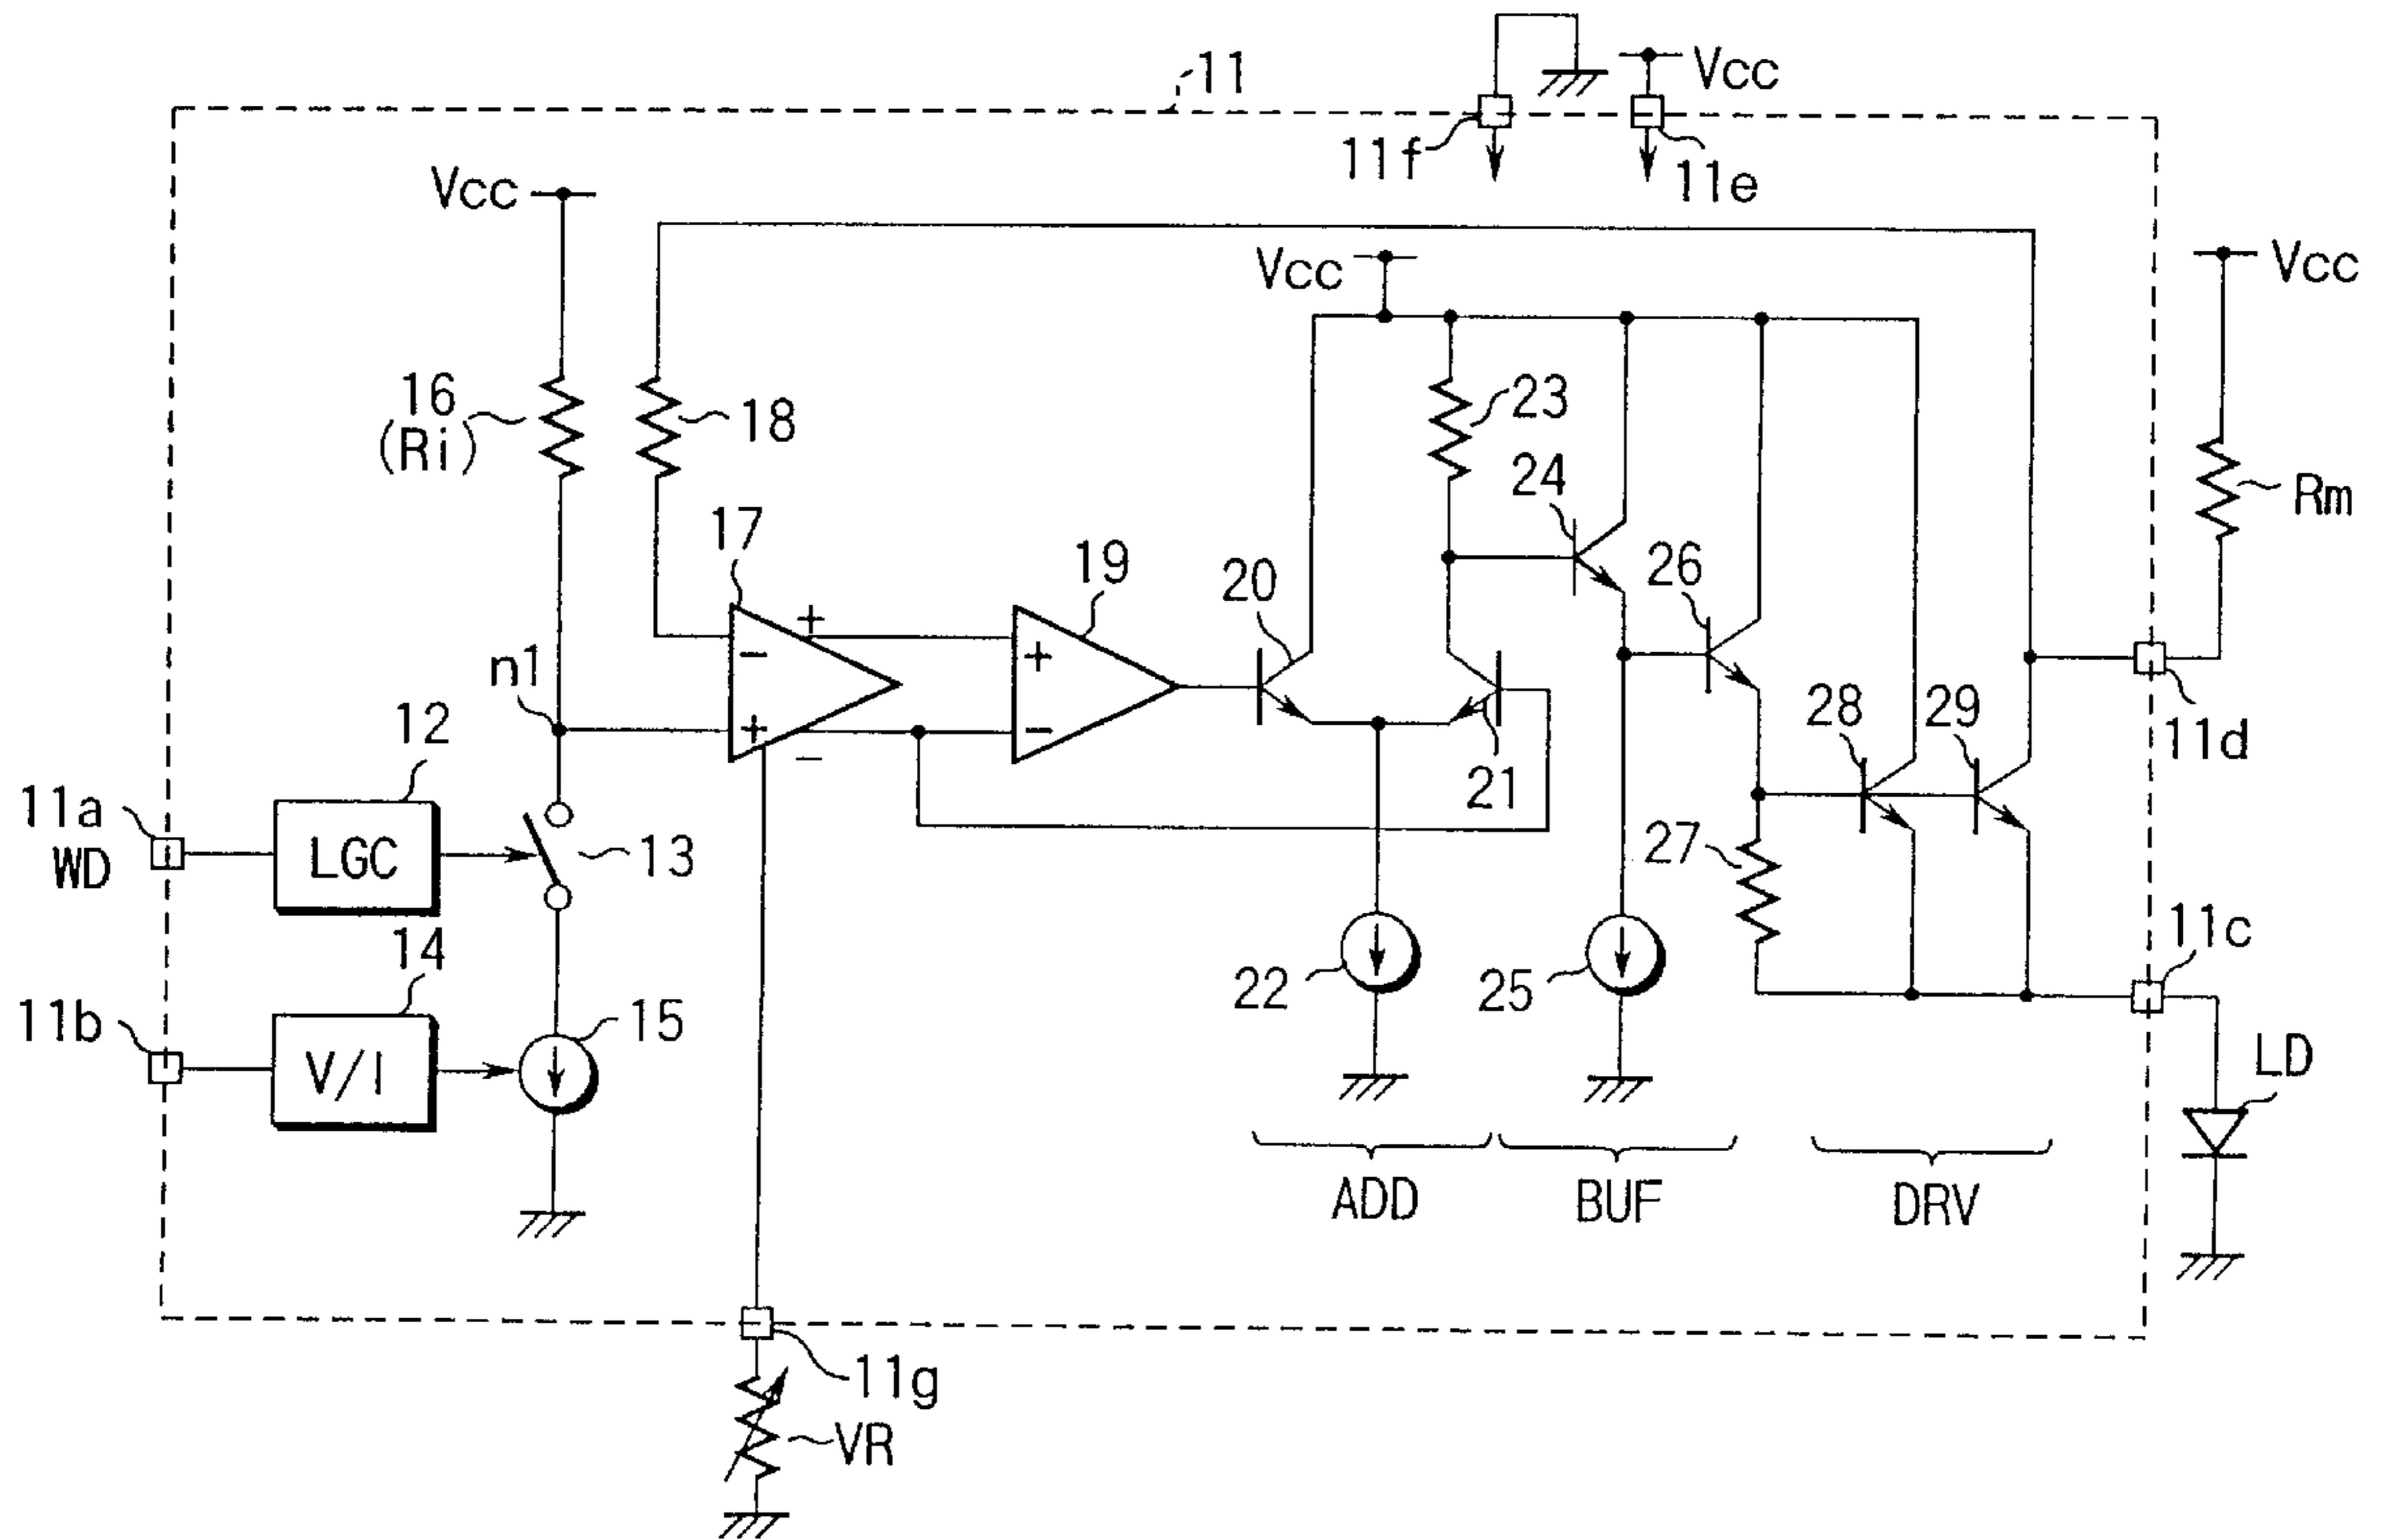 11
Vcc
11f
11e
Vcc
Vcc
Vcc
16
(Ri)
18
23
24
Rm
17
19
20
26
+
−
+
n1
28
29
+
−
−
12
21
11d
11a
WD
LGC
13
27
14
22
25
11c
11b
V/I
15
LD
ADD
BUF
DRV
11g
VR